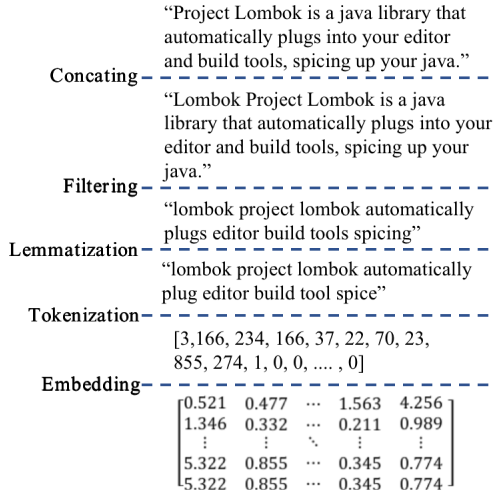 “Project Lombok is a java library that
automatically plugs into your editor
and build tools, spicing up your java.”
Concating
“Lombok Project Lombok is a java
library that automatically plugs into your
editor and build tools, spicing up your
java.”
Filtering
“lombok project lombok automatically
plugs editor build tools spicing”
Lemmatization
“lombok project lombok automatically
plug editor build tool spice”
Tokenization
[3,166, 234, 166, 37, 22, 70, 23,
855, 274, 1, 0, 0, .... , 0]
Embedding
0.521 0.477 ⋯ 1.563 4.256
1.346 0.332 ⋯ 0.211 0.989
⋮ ⋮ ⋱ ⋮ ⋮
5.322 0.855 ⋯ 0.345 0.774
5.322 0.855 ⋯ 0.345 0.774